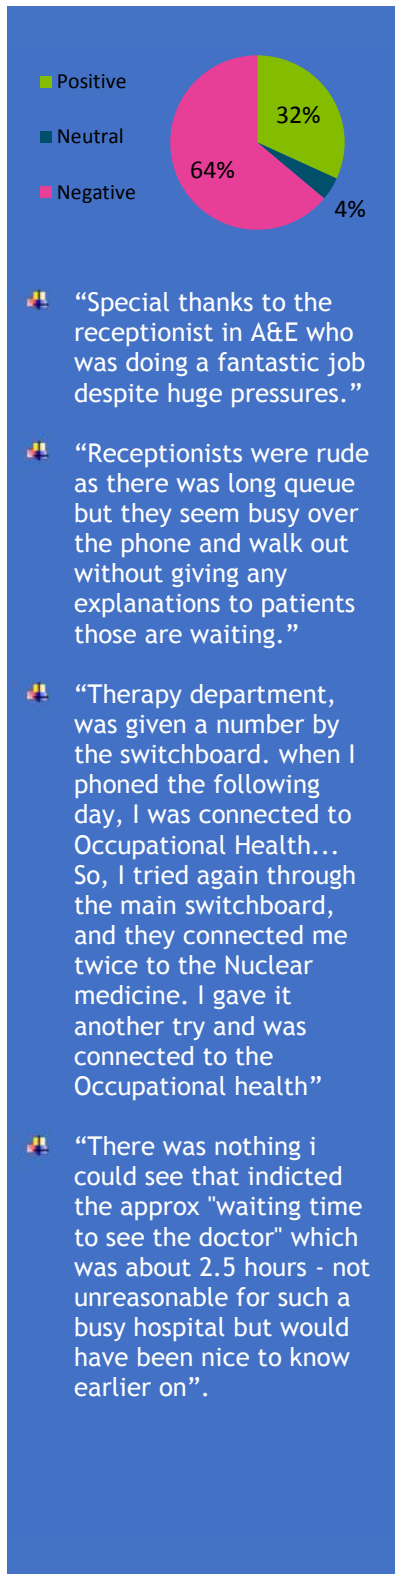 Positive
Neutral
Negative
32%
64%
4%
“Special thanks to the
receptionist in A&E who
was doing a fantastic job
despite huge pressures.”
“Receptionists were rude
as there was long queue
but they seem busy over
the phone and walk out
without giving any
explanations to patients
those are waiting.”
“Therapy department,
was given a number by
the switchboard. when I
phoned the following
day, I was connected to
Occupational Health...
So, I tried again through
the main switchboard,
and they connected me
twice to the Nuclear
medicine. I gave it
another try and was
connected to the
Occupational health”
“There was nothing i
could see that indicted
the approx "waiting time
to see the doctor" which
was about 2.5 hours - not
unreasonable for such a
busy hospital but would
have been nice to know
earlier on”.